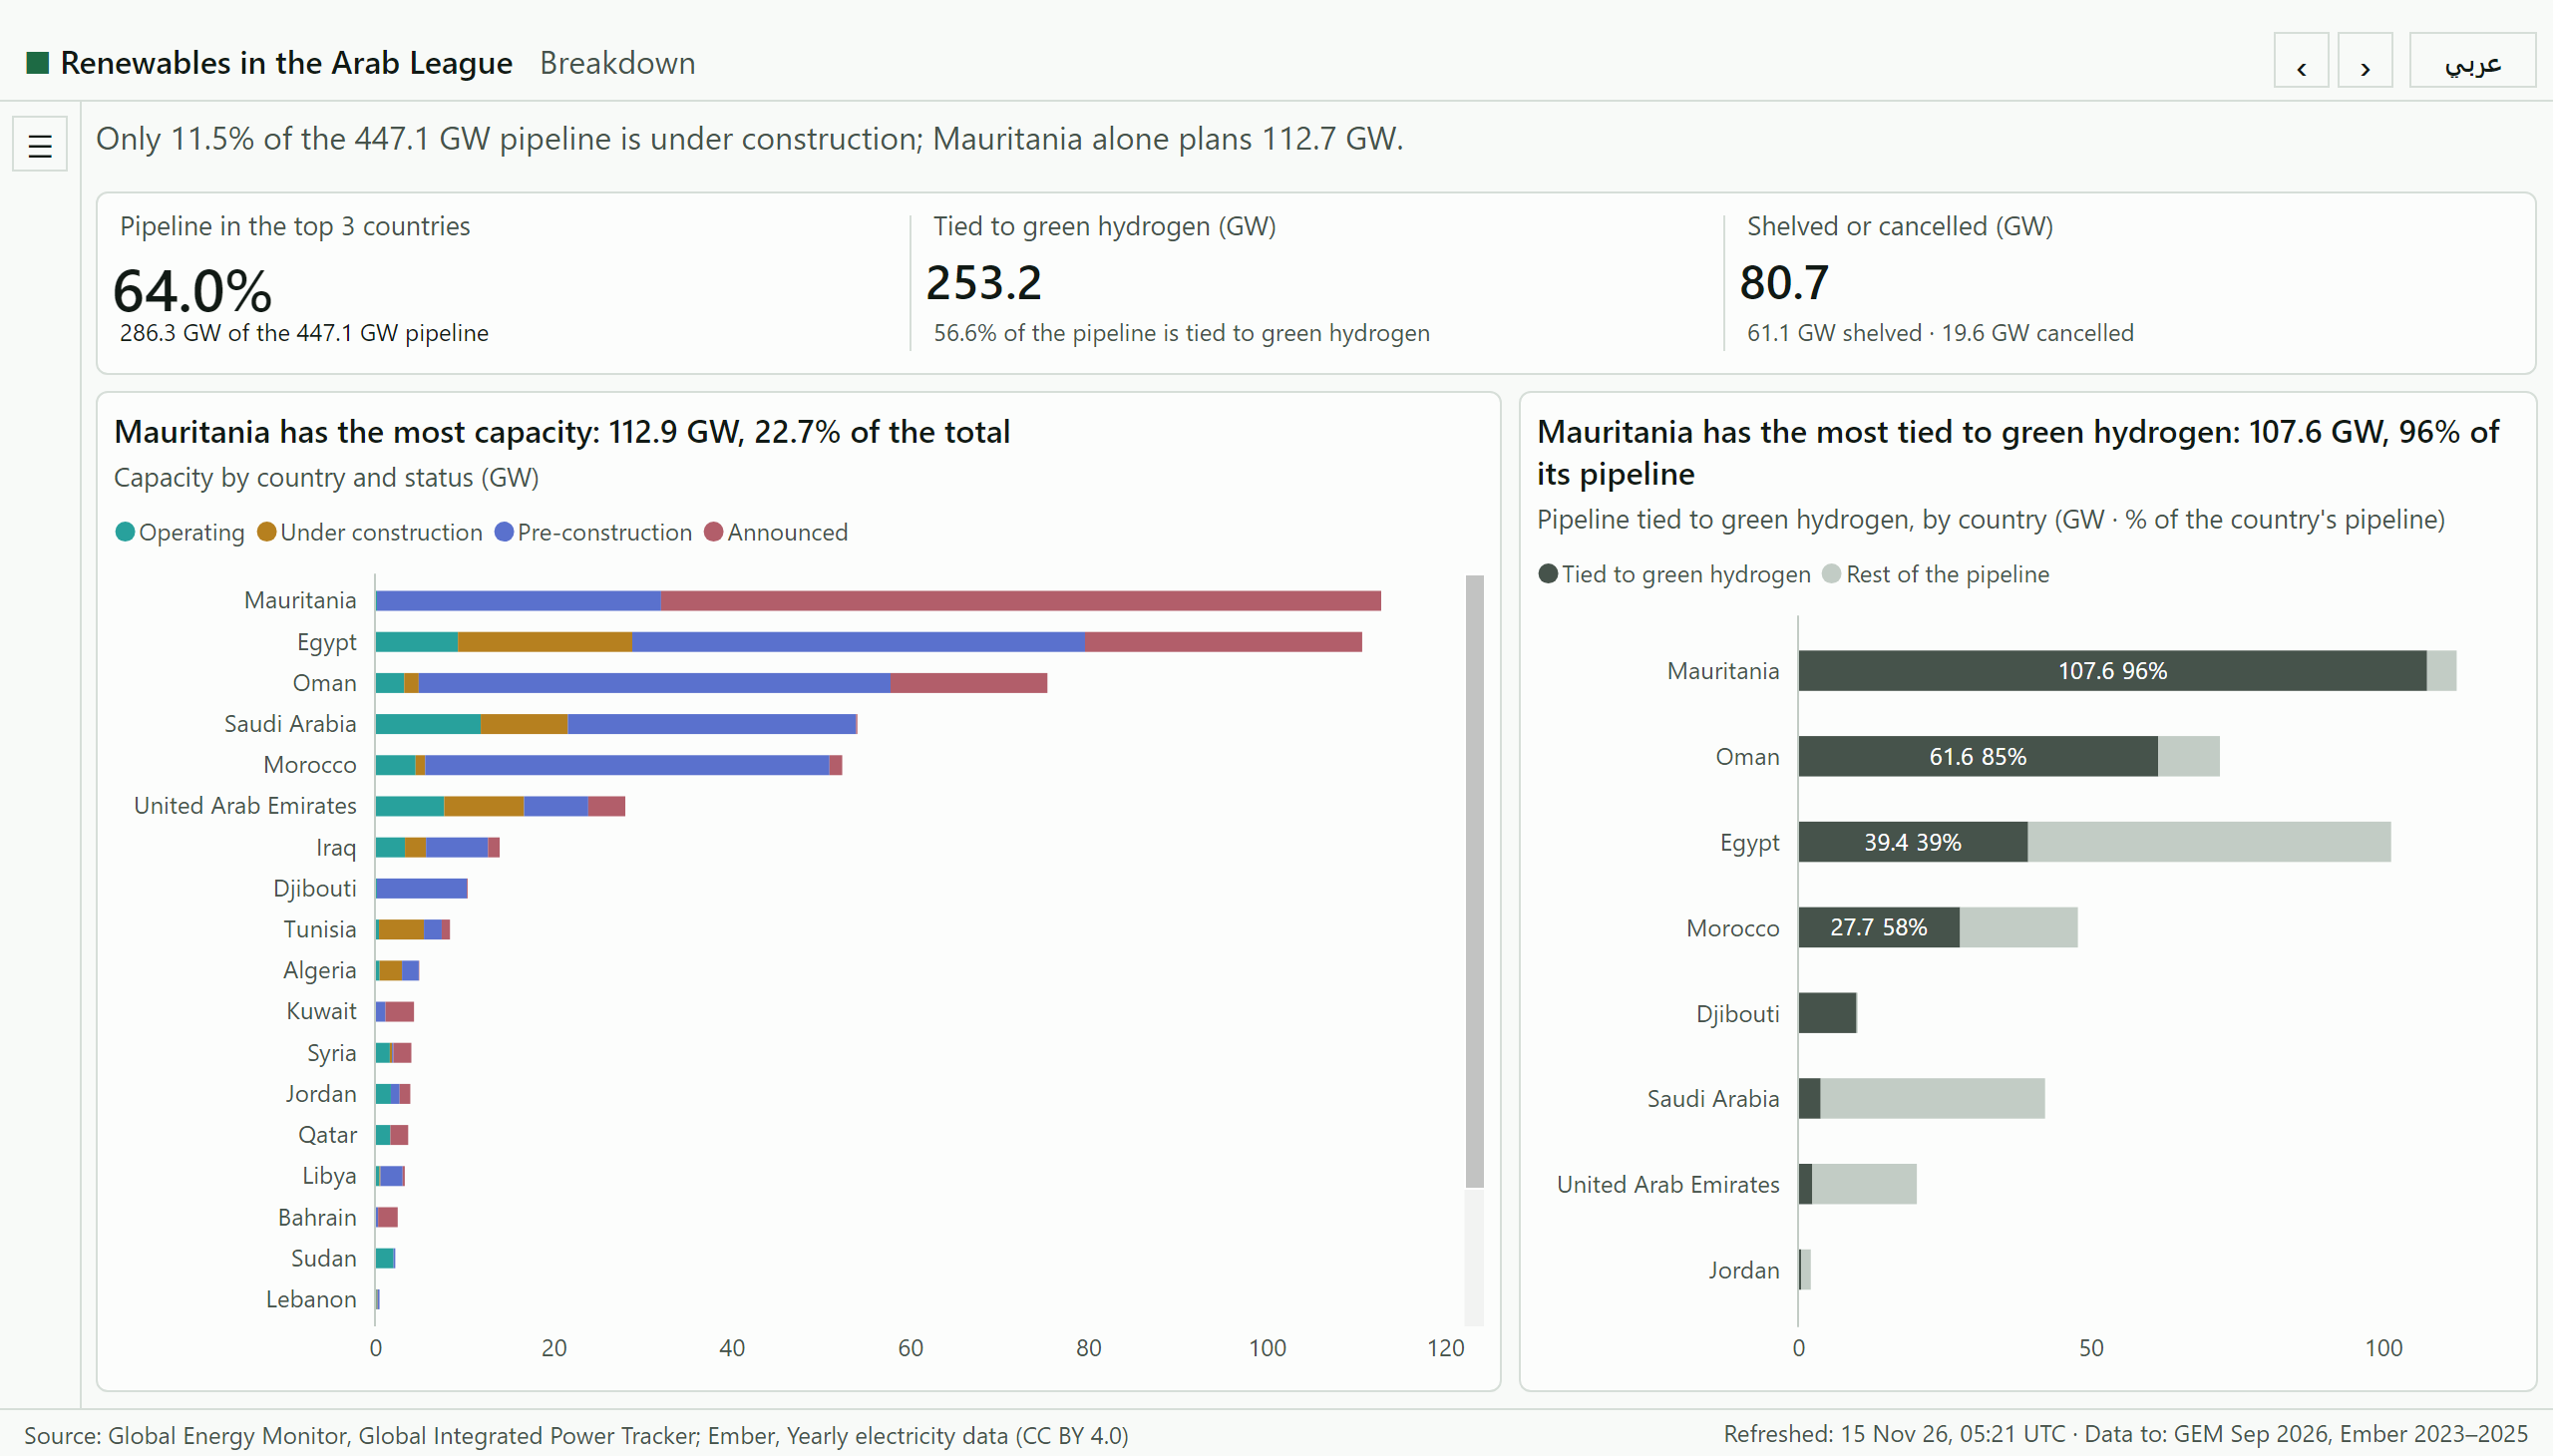 Renewables in the Arab League Breakdown
‹ › عربي
☰
Only 11.5% of the 447.1 GW pipeline is under construction; Mauritania alone plans 112.7 GW.
Pipeline in the top 3 countries
64.0%
286.3 GW of the 447.1 GW pipeline
Tied to green hydrogen (GW)
253.2
56.6% of the pipeline is tied to green hydrogen
Shelved or cancelled (GW)
80.7
61.1 GW shelved · 19.6 GW cancelled
Mauritania has the most capacity: 112.9 GW, 22.7% of the total
Capacity by country and status (GW)
Operating Under construction Pre-construction Announced
Mauritania
Egypt
Oman
Saudi Arabia
Morocco
United Arab Emirates
Iraq
Djibouti
Tunisia
Algeria
Kuwait
Syria
Jordan
Qatar
Libya
Bahrain
Sudan
Lebanon
0 20 40 60 80 100 120
Mauritania has the most tied to green hydrogen: 107.6 GW, 96% of
its pipeline
Pipeline tied to green hydrogen, by country (GW · % of the country's pipeline)
Tied to green hydrogen Rest of the pipeline
Mauritania 107.6 96%
Oman 61.6 85%
Egypt 39.4 39%
Morocco 27.7 58%
Djibouti
Saudi Arabia
United Arab Emirates
Jordan
0 50 100
Source: Global Energy Monitor, Global Integrated Power Tracker; Ember, Yearly electricity data (CC BY 4.0)
Refreshed: 15 Nov 26, 05:21 UTC · Data to: GEM Sep 2026, Ember 2023–2025